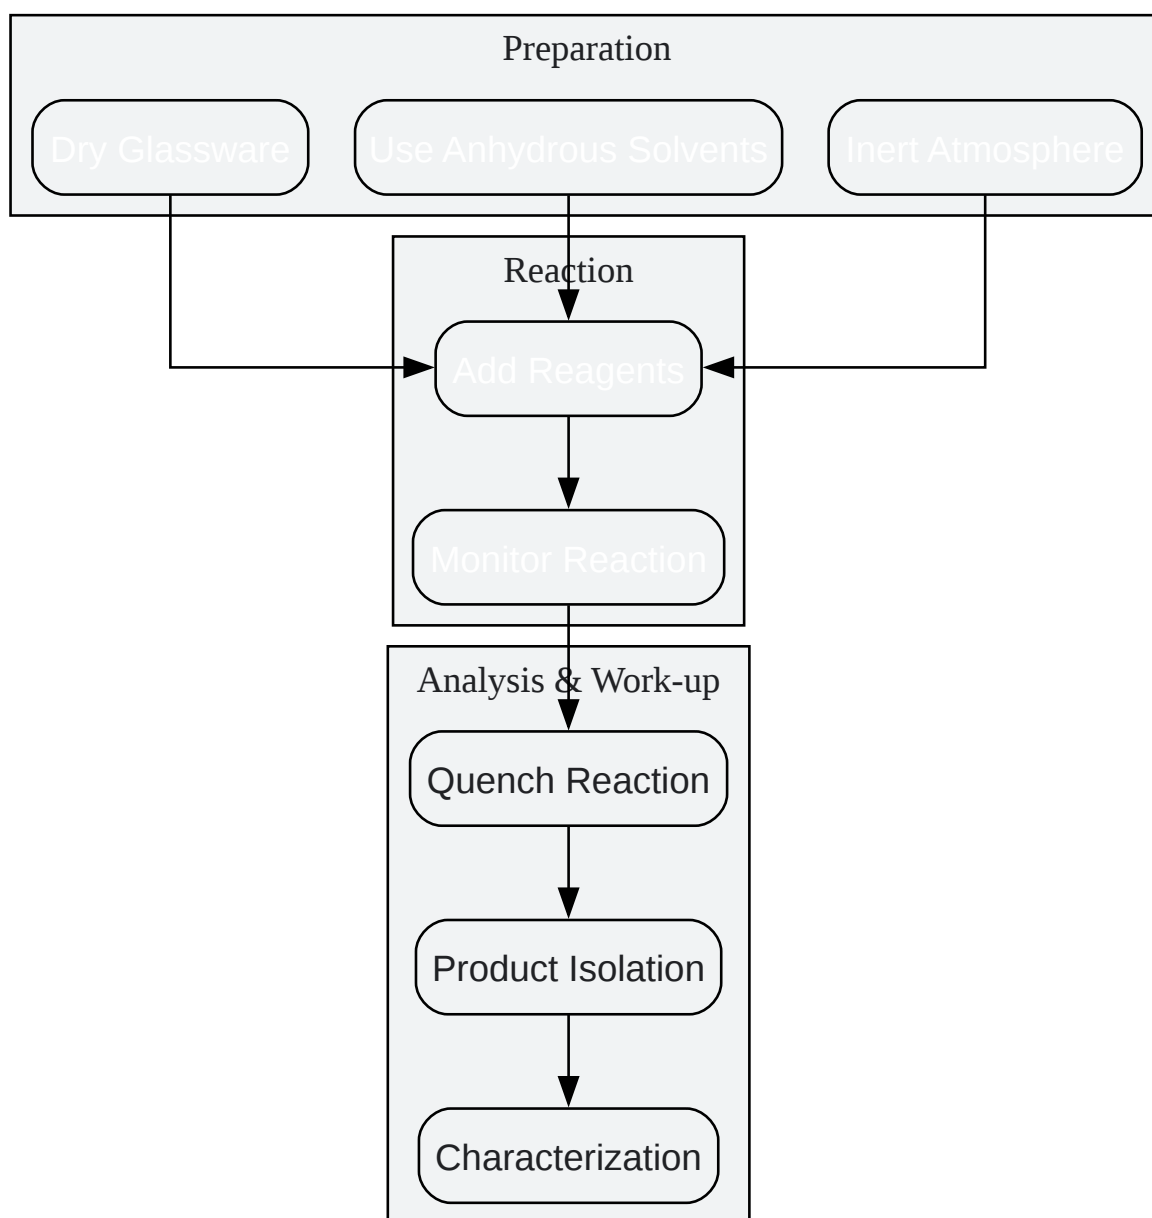 Preparation
Dry Glassware
Use Anhydrous Solvents
Inert Atmosphere
Reaction
Add Reagents
Monitor Reaction
Analysis & Work-up
Quench Reaction
Product Isolation
Characterization